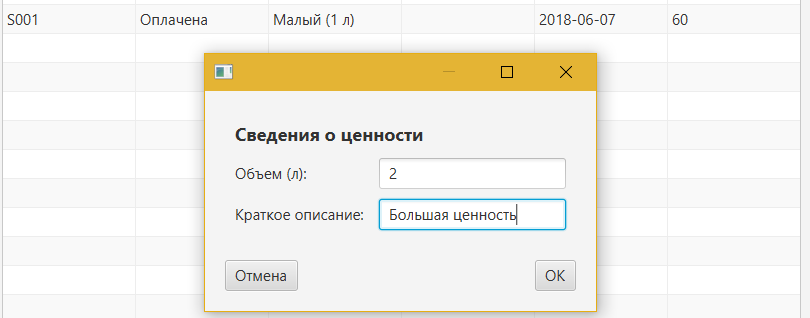 S001 Оплачена Малый (1 л) 2018-06-07 60
Сведения о ценности
Объем (л): 2
Краткое описание: Большая ценность
Отмена OK